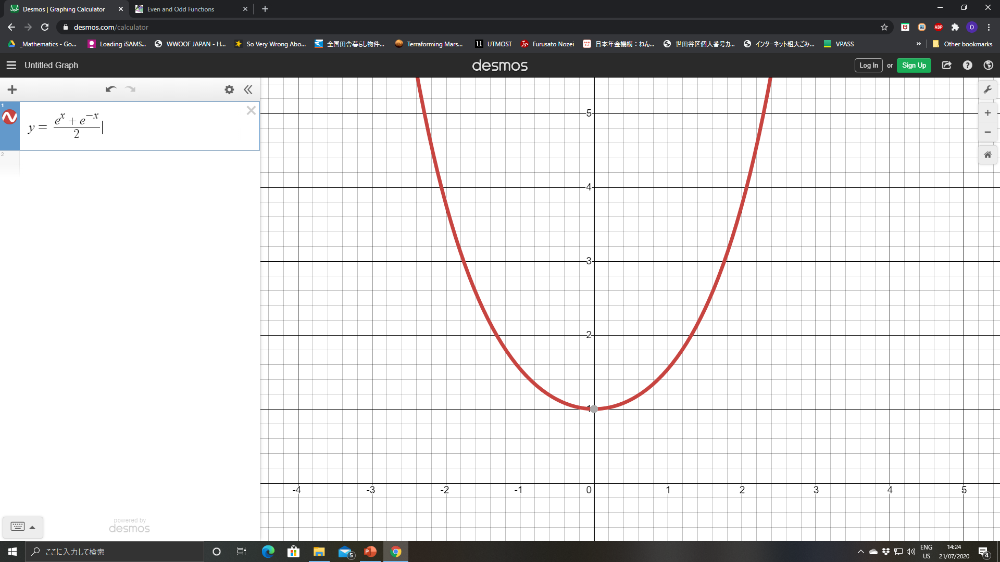 Desmos | Graphing Calculator
Even and Odd Functions
desmos.com/calculator
ABP
O
_Mathematics - Go...
Loading iSAMS...
WWOOF JAPAN - H...
So Very Wrong Abo...
全国田舎暮らし物件...
Terraforming Mars...
u
UTMOST
ふ
Furusato Nozei
日本年金機構：ねん...
世田谷区個人番号カ...
インターネット粗大ごみ...
VPASS
»
Other bookmarks
Untitled Graph
desmos
Log In
or
Sign Up
1
y = (e^x + e^{-x})/2
2
5
4
3
2
1
-4
-3
-2
-1
0
1
2
3
4
5
powered by
desmos
ここに入力して検索
5
P
ENG
US
14:24
21/07/2020
4